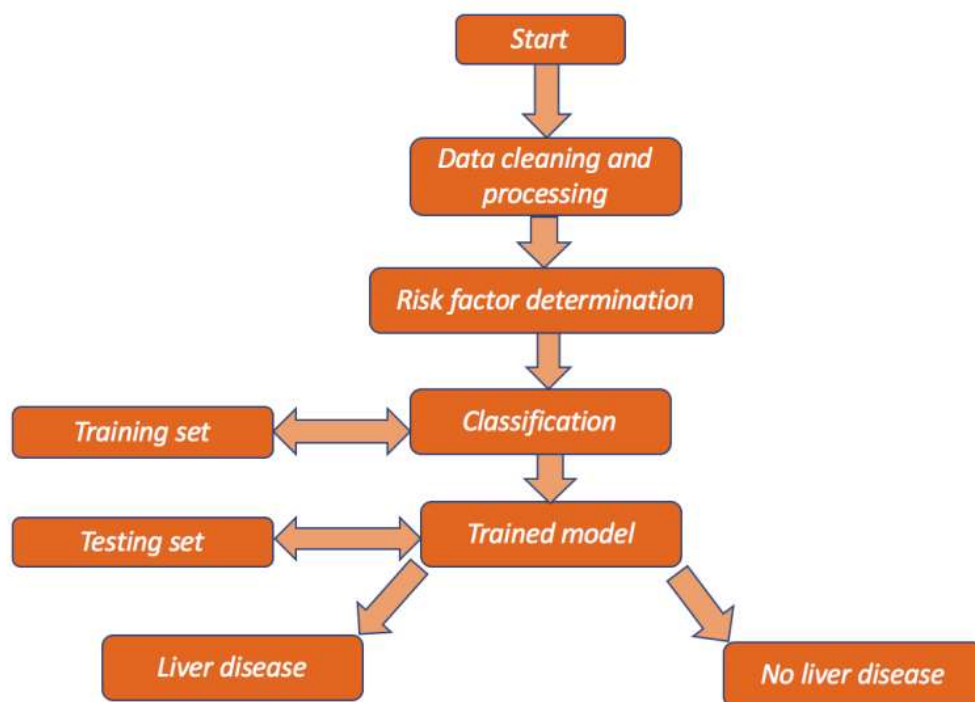 Start
Data cleaning and
processing
Risk factor determination
Classification
Training set
Trained model
Testing set
Liver disease
No liver disease